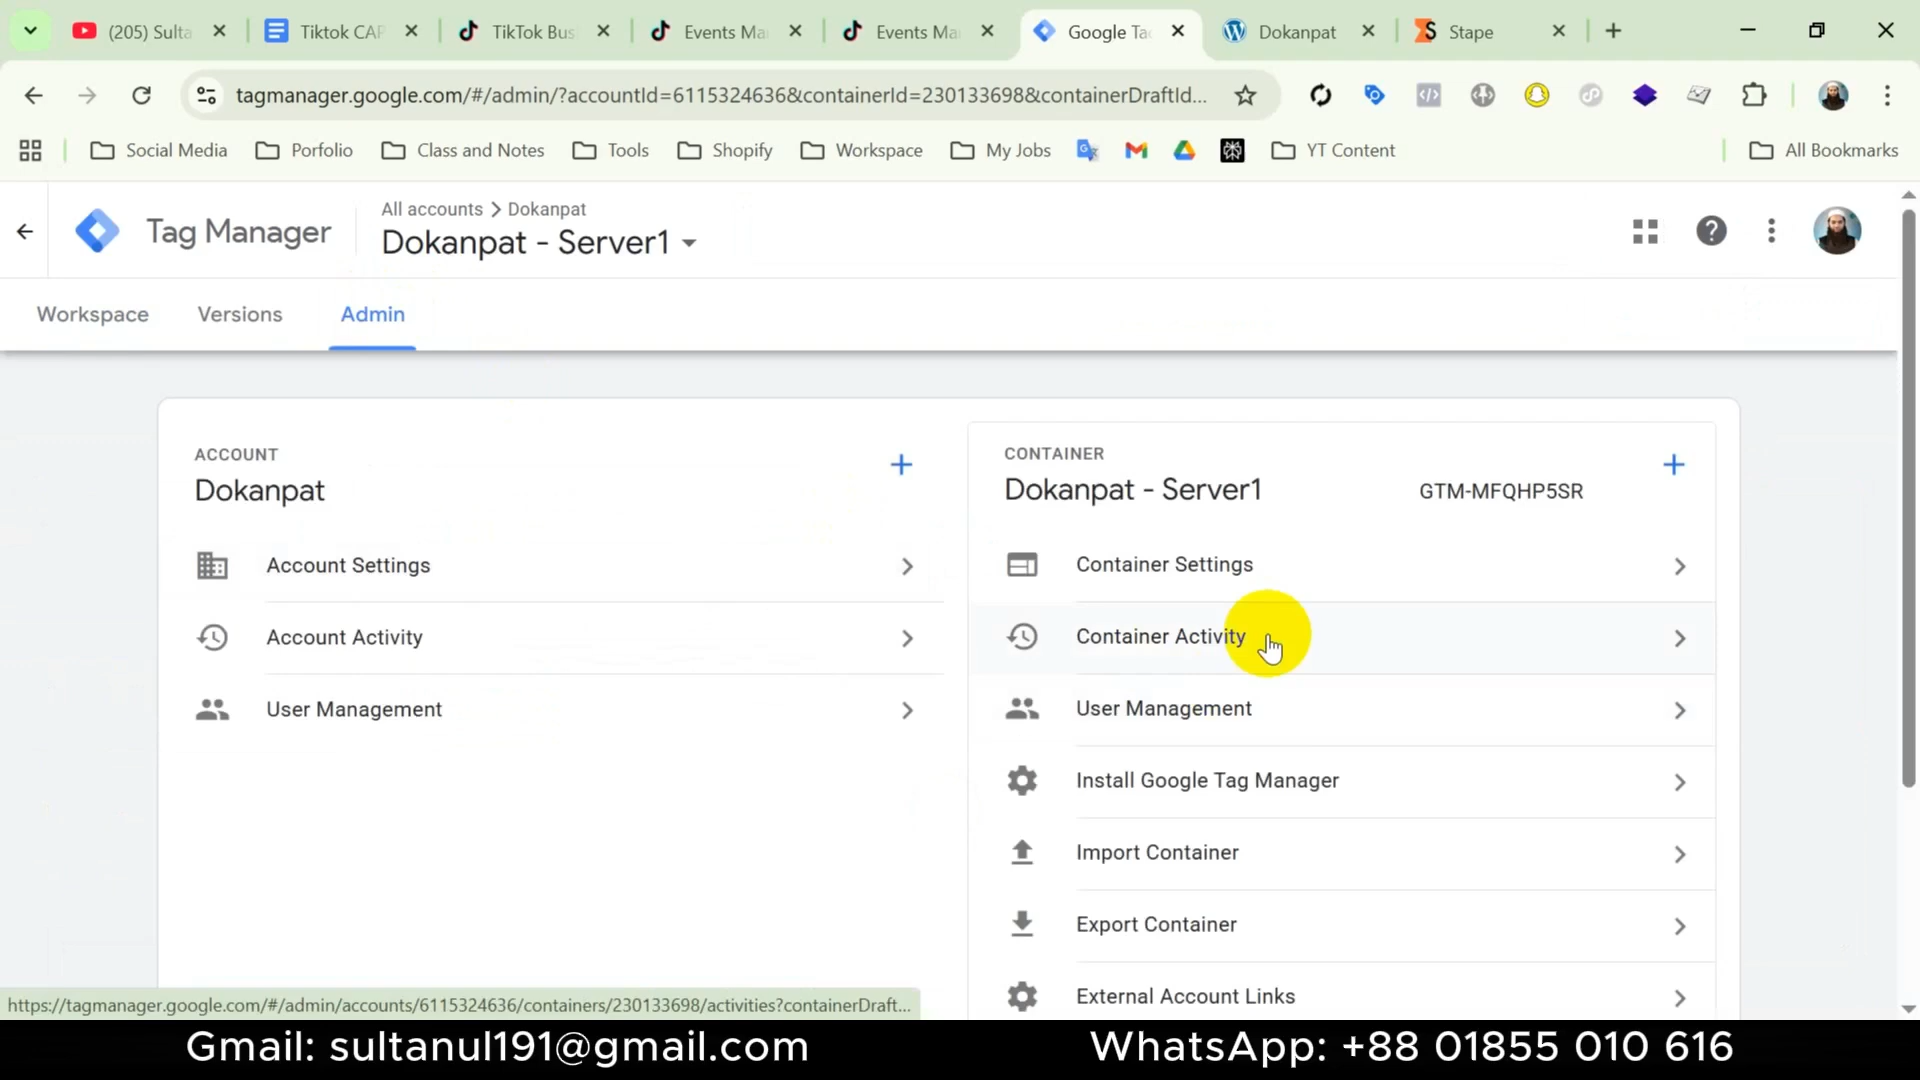 (205) Sulta
Tiktok CAP
TikTok Bus
Events Ma
Events Ma
Google Ta
Dokanpat
Stape
tagmanager.google.com/#/admin/?accountId=6115324636&containerId=230133698&containerDraftId...
Social Media
Porfolio
Class and Notes
Tools
Shopify
Workspace
My Jobs
YT Content
All Bookmarks
Tag Manager
All accounts > Dokanpat
Dokanpat - Server1
Workspace
Versions
Admin
ACCOUNT
Dokanpat
Account Settings
Account Activity
User Management
CONTAINER
Dokanpat - Server1
GTM-MFQHP5SR
Container Settings
Container Activity
User Management
Install Google Tag Manager
Import Container
Export Container
External Account Links
https://tagmanager.google.com/#/admin/accounts/6115324636/containers/230133698/activities?containerDraft...
Gmail: sultanul191@gmail.com
WhatsApp: +88 01855 010 616